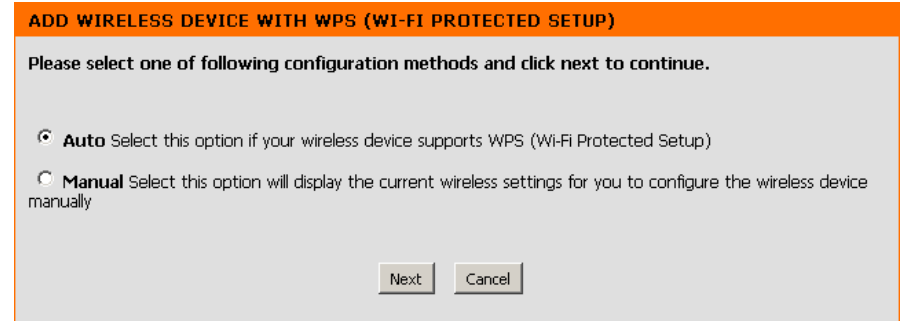 ADD WIRELESS DEVICE WITH WPS (WI-FI PROTECTED SETUP)
Please select one of following configuration methods and click next to continue.
Auto Select this option if your wireless device supports WPS (Wi-Fi Protected Setup)
Manual Select this option will display the current wireless settings for you to configure the wireless device
manually
Next Cancel